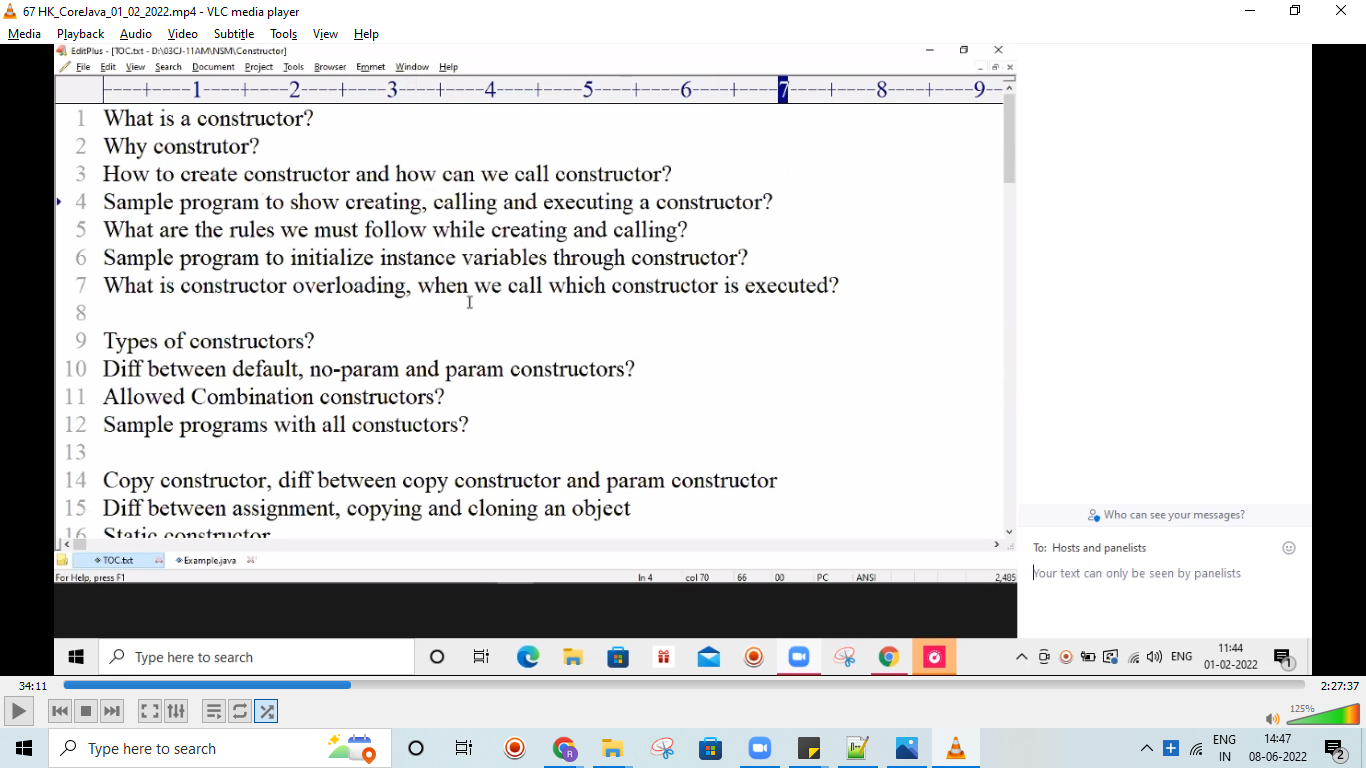 67 HK_CoreJava_01_02_2022.mp4 - VLC media player
Media Playback Audio Video Subtitle Tools View Help
EditPlus - [TOC.txt - D:\03CJ-11AM\NSM\Constructor]
File Edit View Search Document Project Tools Browser Emmet Window Help
----+----1----+----2----+----3----+----4----+----5----+----6----+----7----+----8----+----9--
1 What is a constructor?
2 Why construtor?
3 How to create constructor and how can we call constructor?
4 Sample program to show creating, calling and executing a constructor?
5 What are the rules we must follow while creating and calling?
6 Sample program to initialize instance variables through constructor?
7 What is constructor overloading, when we call which constructor is executed?
8
9 Types of constructors?
10 Diff between default, no-param and param constructors?
11 Allowed Combination constructors?
12 Sample programs with all constuctors?
13
14 Copy constructor, diff between copy constructor and param constructor
15 Diff between assignment, copying and cloning an object
16 Static constructor
Who can see your messages?
To: Hosts and panelists
Your text can only be seen by panelists
TOC.txt Example.java
For Help, press F1 ln 4 col 70 66 00 PC ANSI 2,485
Type here to search ENG 11:44
01-02-2022 1
34:11 2:27:37
125%
Type here to search ENG 14:47
IN 08-06-2022 2